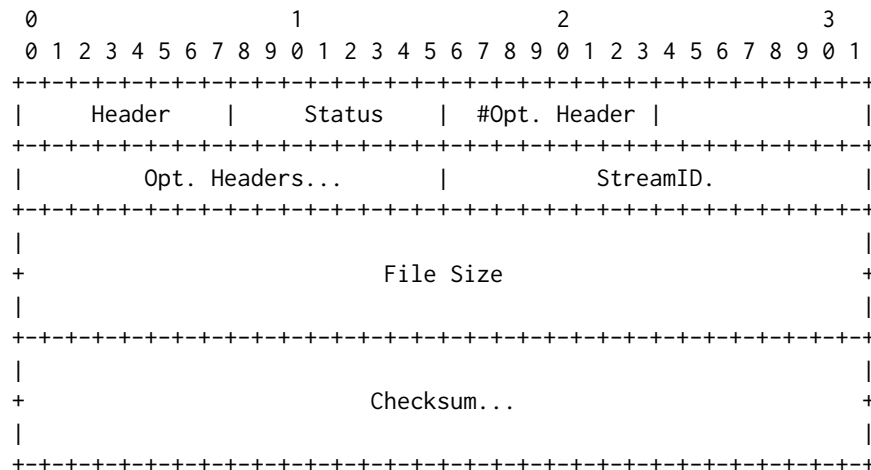 0                   1                   2                   3
 0 1 2 3 4 5 6 7 8 9 0 1 2 3 4 5 6 7 8 9 0 1 2 3 4 5 6 7 8 9 0 1
+-+-+-+-+-+-+-+-+-+-+-+-+-+-+-+-+-+-+-+-+-+-+-+-+-+-+-+-+-+-+-+-+
|     Header    |     Status    |  #Opt. Header |               |
+-+-+-+-+-+-+-+-+-+-+-+-+-+-+-+-+-+-+-+-+-+-+-+-+-+-+-+-+-+-+-+-+
|         Opt. Headers...       |           StreamID.           |
+-+-+-+-+-+-+-+-+-+-+-+-+-+-+-+-+-+-+-+-+-+-+-+-+-+-+-+-+-+-+-+-+
|                                                               |
+                           File Size                           +
|                                                               |
+-+-+-+-+-+-+-+-+-+-+-+-+-+-+-+-+-+-+-+-+-+-+-+-+-+-+-+-+-+-+-+-+
|                                                               |
+                          Checksum...                          +
|                                                               |
+-+-+-+-+-+-+-+-+-+-+-+-+-+-+-+-+-+-+-+-+-+-+-+-+-+-+-+-+-+-+-+-+